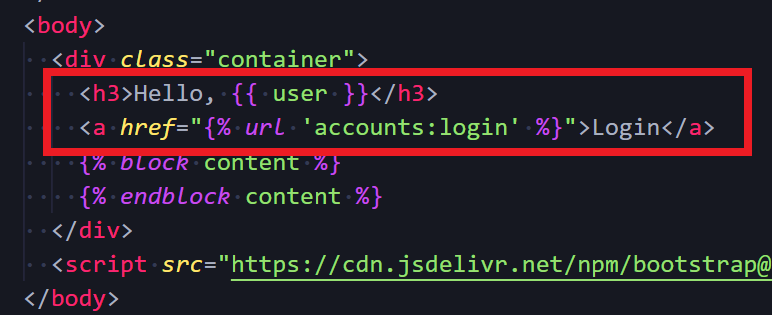 <body>
<div class="container">
<h3>Hello, {{ user }}</h3>
<a href="{% url 'accounts:login' %}">Login</a>
{% block content %}
{% endblock content %}
</div>
<script src="https://cdn.jsdelivr.net/npm/bootstrap@
</body>